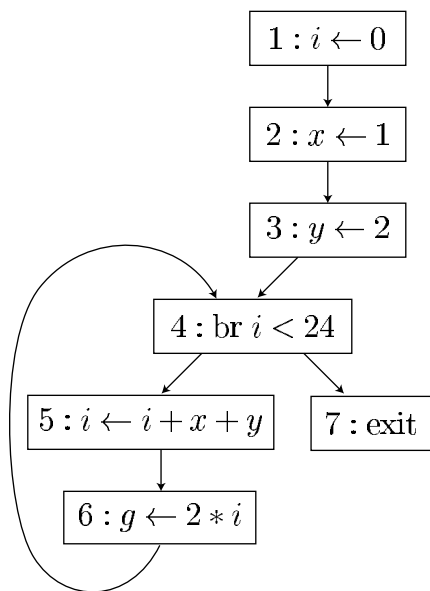 1 : i ← 0
2 : x ← 1
3 : y ← 2
4 : br i < 24
5 : i ← i + x + y
7 : exit
6 : g ← 2 * i